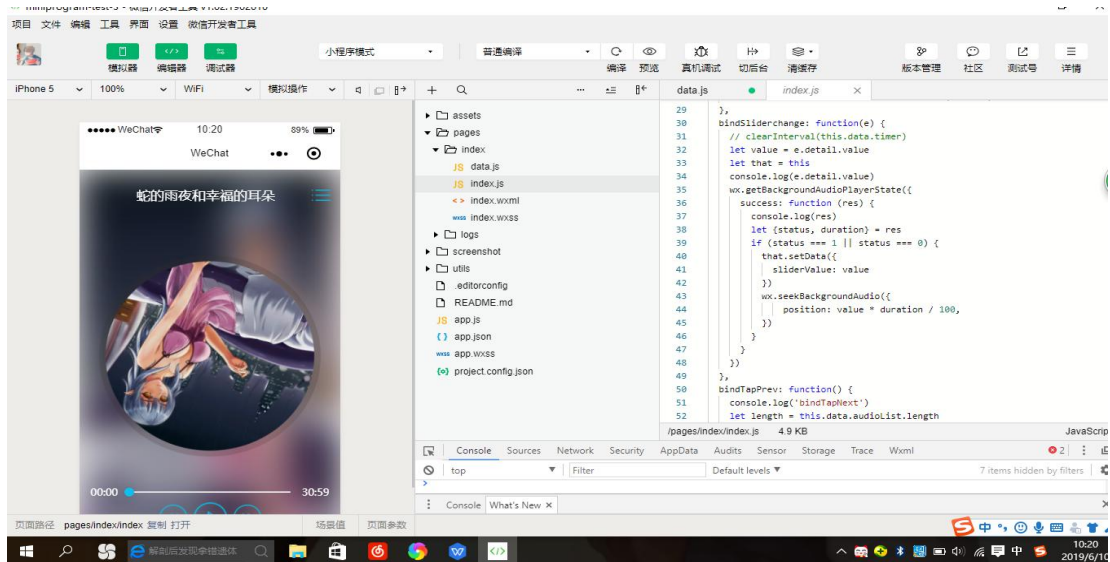 项目 文件 编辑 工具 界面 设置 微信开发者工具
模拟器 编辑器 调试器
小程序模式 普通编译
编译 预览 真机调试 切后台 清缓存 版本管理 社区 测试号 详情
iPhone 5 100% WiFi 模拟操作
WeChat 10:20 89%
WeChat
蛇的雨夜和幸福的耳朵
00:00 30:59
assets
pages
index
JS data.js
JS index.js
< > index.wxml
wxss index.wxss
logs
screenshot
utils
.editorconfig
README.md
JS app.js
{ } app.json
wxss app.wxss
{o} project.config.json
data.js index.js
29 },
30 bindSliderchange: function(e) {
31 // clearInterval(this.data.timer)
32 let value = e.detail.value
33 let that = this
34 console.log(e.detail.value)
35 wx.getBackgroundAudioPlayerState({
36 success: function (res) {
37 console.log(res)
38 let {status, duration} = res
39 if (status === 1 || status === 0) {
40 that.setData({
41 sliderValue: value
42 })
43 wx.seekBackgroundAudio({
44 position: value * duration / 100,
45 })
46 }
47 }
48 })
49 },
50 bindTapPrev: function() {
51 console.log('bindTapNext')
52 let length = this.data.audioList.length
/pages/index/index.js 4.9 KB JavaScrip
Console Sources Network Security AppData Audits Sensor Storage Trace Wxml 2
top Filter Default levels 7 items hidden by filters
Console What's New
页面路径 pages/index/index 复制 打开 场景值 页面参数
中
中
10:20
2019/6/10